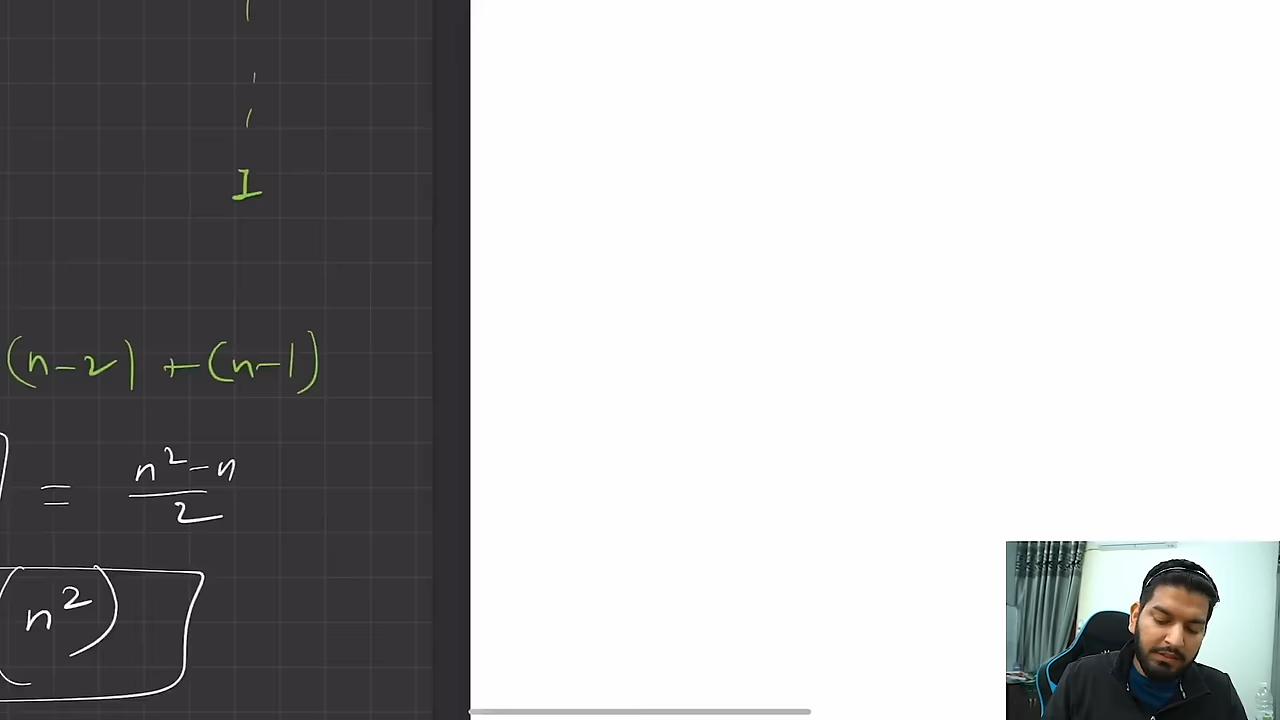 1
(n-2) + (n-1)
= n²-n / 2
(n²)